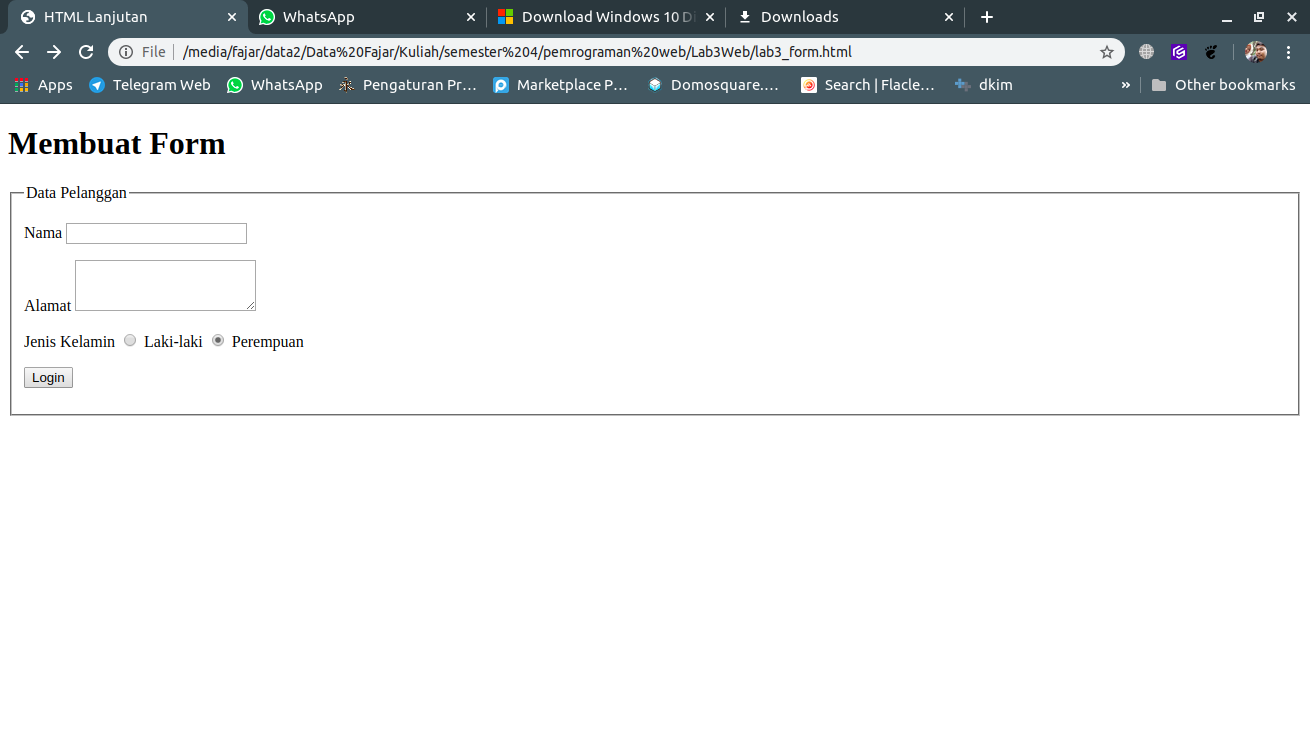 HTML Lanjutan WhatsApp Download Windows 10 Di Downloads
File /media/fajar/data2/Data%20Fajar/Kuliah/semester%204/pemrograman%20web/Lab3Web/lab3_form.html
Apps Telegram Web WhatsApp Pengaturan Pr... Marketplace P... Domosquare.... Search | Flacle... dkim » Other bookmarks
Membuat Form
Data Pelanggan
Nama
Alamat
Jenis Kelamin Laki-laki Perempuan
Login